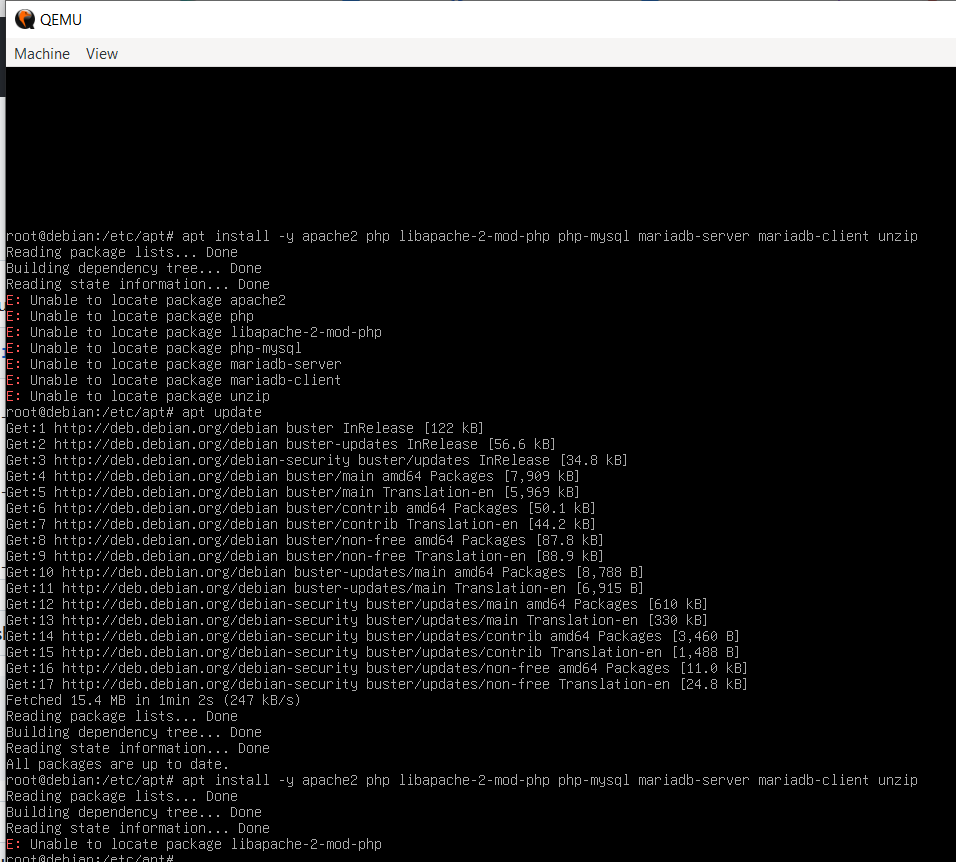 QEMU
Machine View
root@debian:/etc/apt# apt install -y apache2 php libapache-2-mod-php php-mysql mariadb-server mariadb-client unzip
Reading package lists... Done
Building dependency tree... Done
Reading state information... Done
E: Unable to locate package apache2
E: Unable to locate package php
E: Unable to locate package libapache-2-mod-php
E: Unable to locate package php-mysql
E: Unable to locate package mariadb-server
E: Unable to locate package mariadb-client
E: Unable to locate package unzip
root@debian:/etc/apt# apt update
Get:1 http://deb.debian.org/debian buster InRelease [122 kB]
Get:2 http://deb.debian.org/debian buster-updates InRelease [56.6 kB]
Get:3 http://deb.debian.org/debian-security buster/updates InRelease [34.8 kB]
Get:4 http://deb.debian.org/debian buster/main amd64 Packages [7,909 kB]
Get:5 http://deb.debian.org/debian buster/main Translation-en [5,969 kB]
Get:6 http://deb.debian.org/debian buster/contrib amd64 Packages [50.1 kB]
Get:7 http://deb.debian.org/debian buster/contrib Translation-en [44.2 kB]
Get:8 http://deb.debian.org/debian buster/non-free amd64 Packages [87.8 kB]
Get:9 http://deb.debian.org/debian buster/non-free Translation-en [88.9 kB]
Get:10 http://deb.debian.org/debian buster-updates/main amd64 Packages [8,788 B]
Get:11 http://deb.debian.org/debian buster-updates/main Translation-en [6,915 B]
Get:12 http://deb.debian.org/debian-security buster/updates/main amd64 Packages [610 kB]
Get:13 http://deb.debian.org/debian-security buster/updates/main Translation-en [330 kB]
Get:14 http://deb.debian.org/debian-security buster/updates/contrib amd64 Packages [3,460 B]
Get:15 http://deb.debian.org/debian-security buster/updates/contrib Translation-en [1,488 B]
Get:16 http://deb.debian.org/debian-security buster/updates/non-free amd64 Packages [11.0 kB]
Get:17 http://deb.debian.org/debian-security buster/updates/non-free Translation-en [24.8 kB]
Fetched 15.4 MB in 1min 2s (247 kB/s)
Reading package lists... Done
Building dependency tree... Done
Reading state information... Done
All packages are up to date.
root@debian:/etc/apt# apt install -y apache2 php libapache-2-mod-php php-mysql mariadb-server mariadb-client unzip
Reading package lists... Done
Building dependency tree... Done
Reading state information... Done
E: Unable to locate package libapache-2-mod-php
root@debian:/etc/apt#